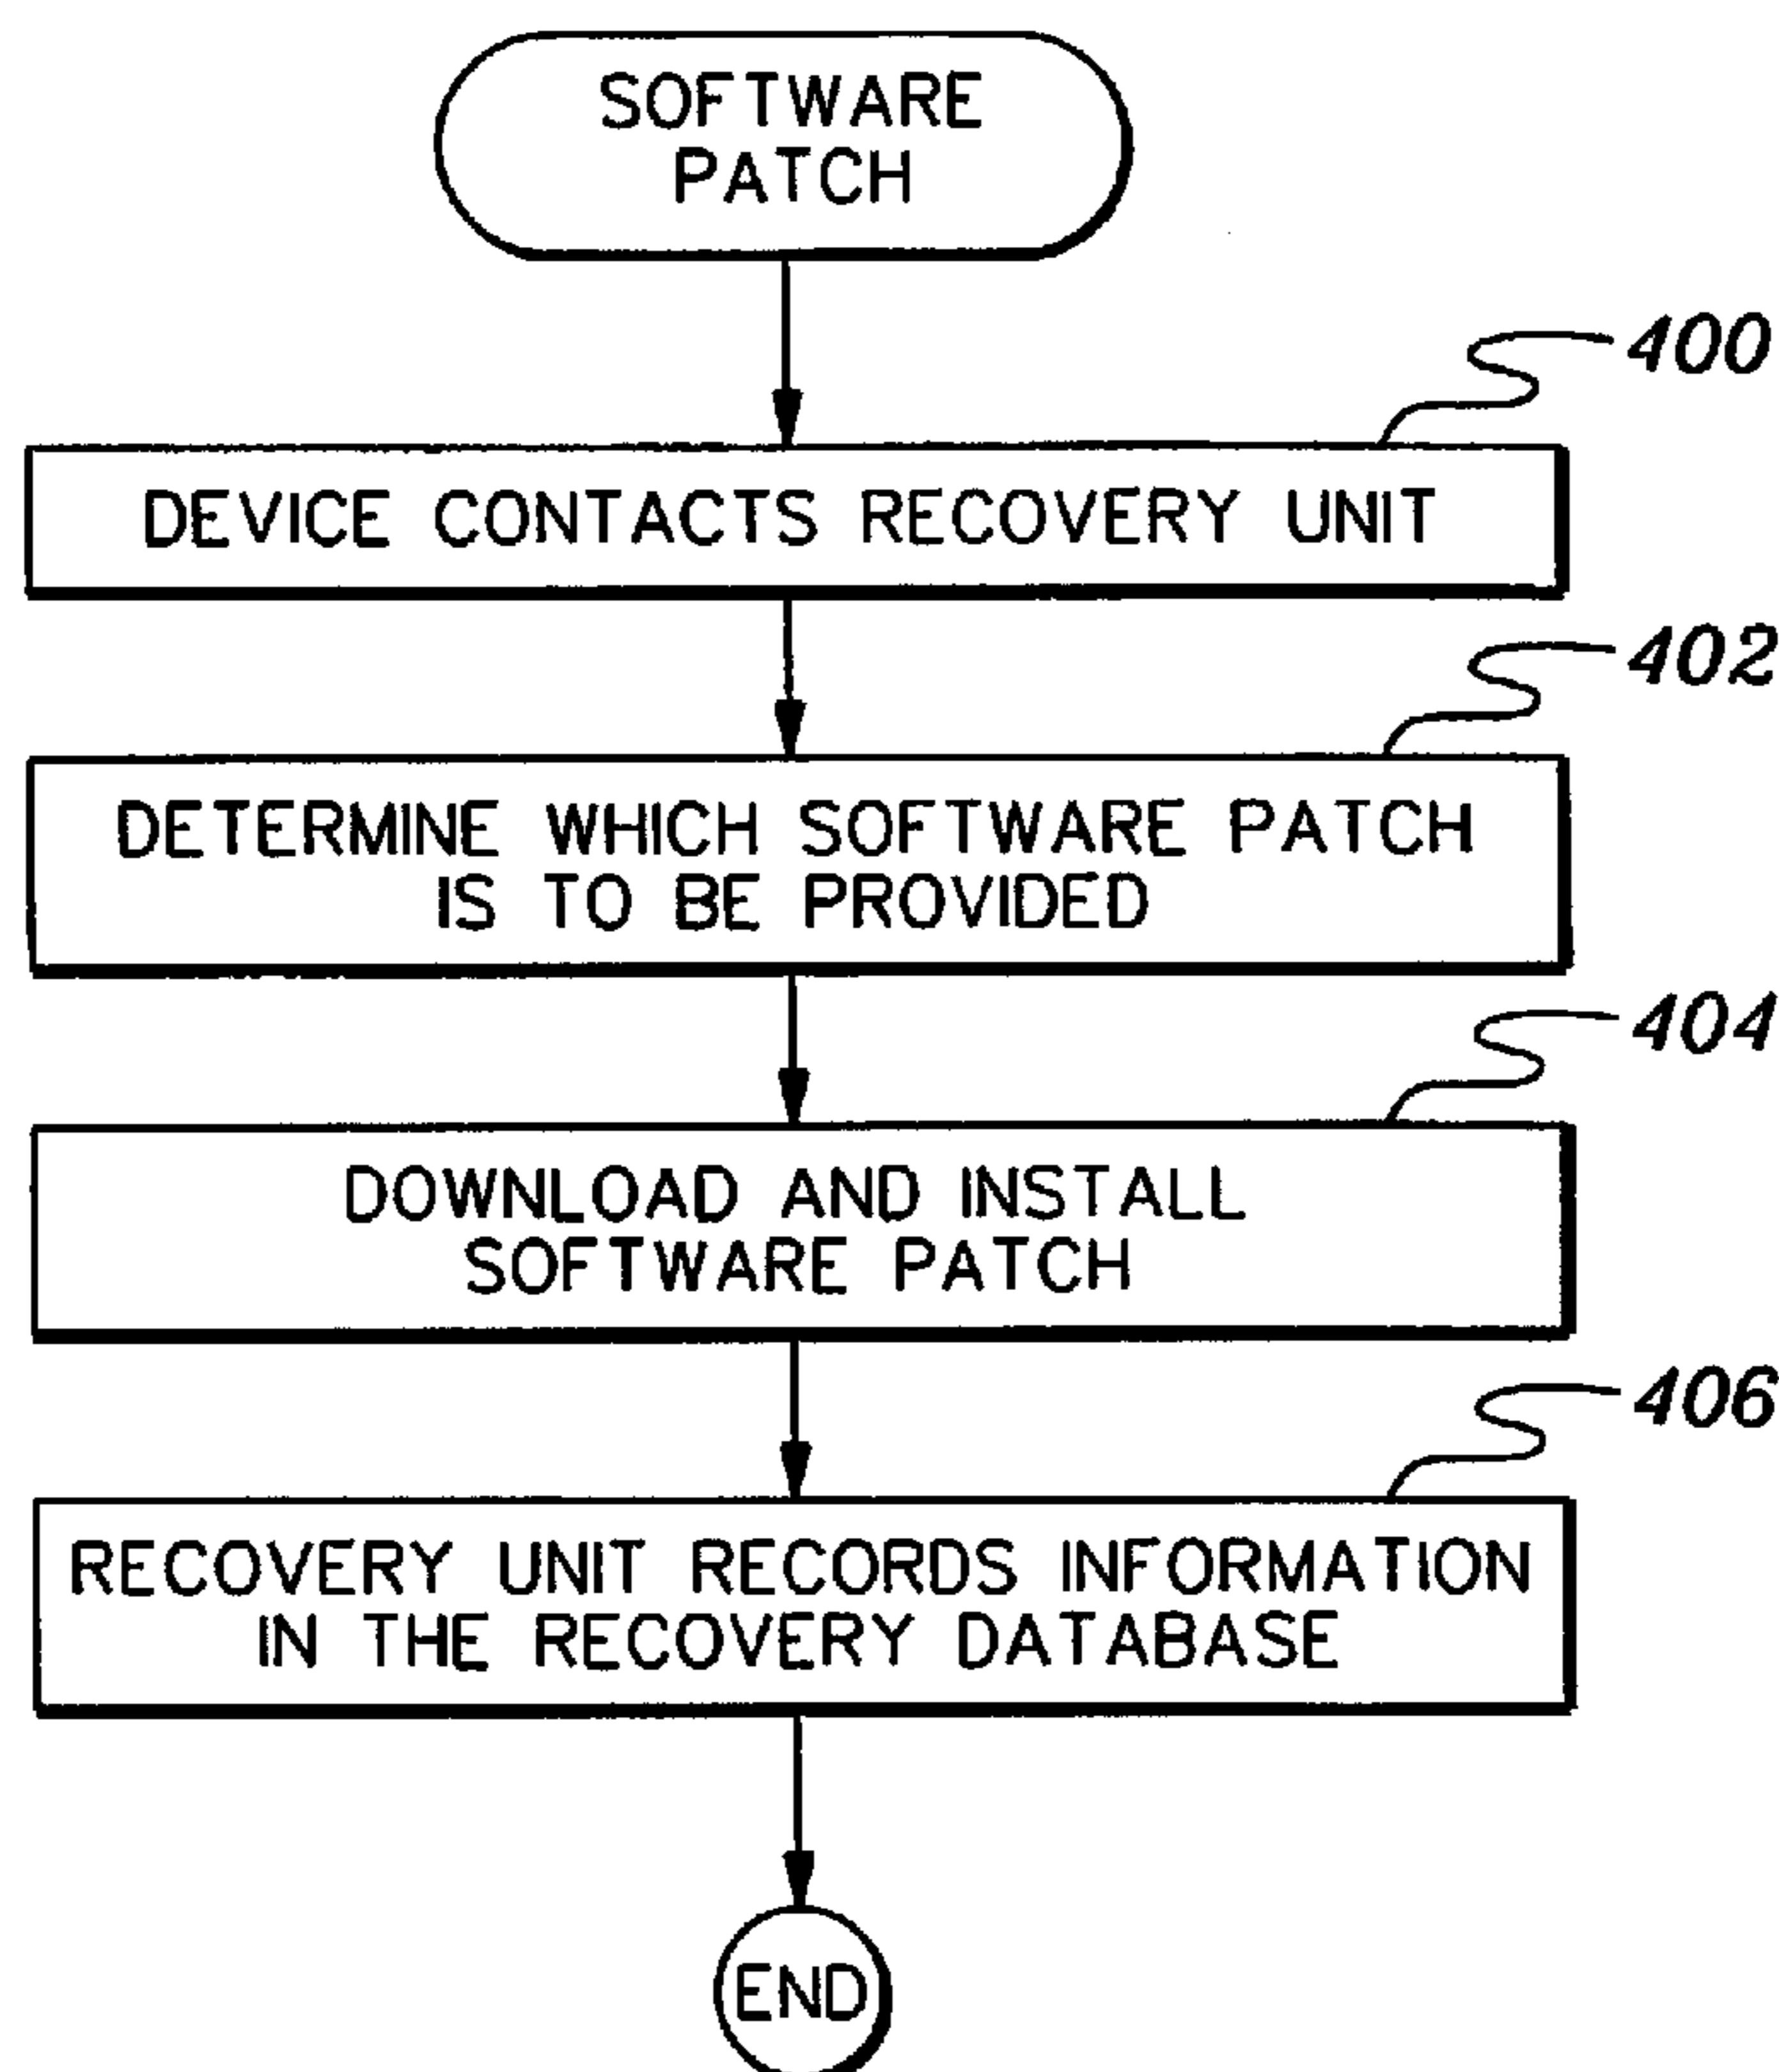 SOFTWARE
PATCH
400
DEVICE CONTACTS RECOVERY UNIT
402
DETERMINE WHICH SOFTWARE PATCH
IS TO BE PROVIDED
404
DOWNLOAD AND INSTALL
SOFTWARE PATCH
406
RECOVERY UNIT RECORDS INFORMATION
IN THE RECOVERY DATABASE
END